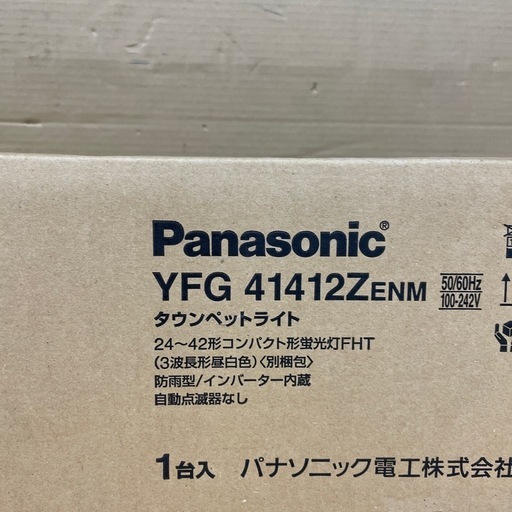 Panasonic®
YFG 41412ZENM
50/60Hz
100-242V
タウンペットライト
24〜42形コンパクト形蛍光灯FHT
(3波長形昼白色)〈別梱包〉
防雨型/インバーター内蔵
自動点滅器なし
1台入 パナソニック電工株式会